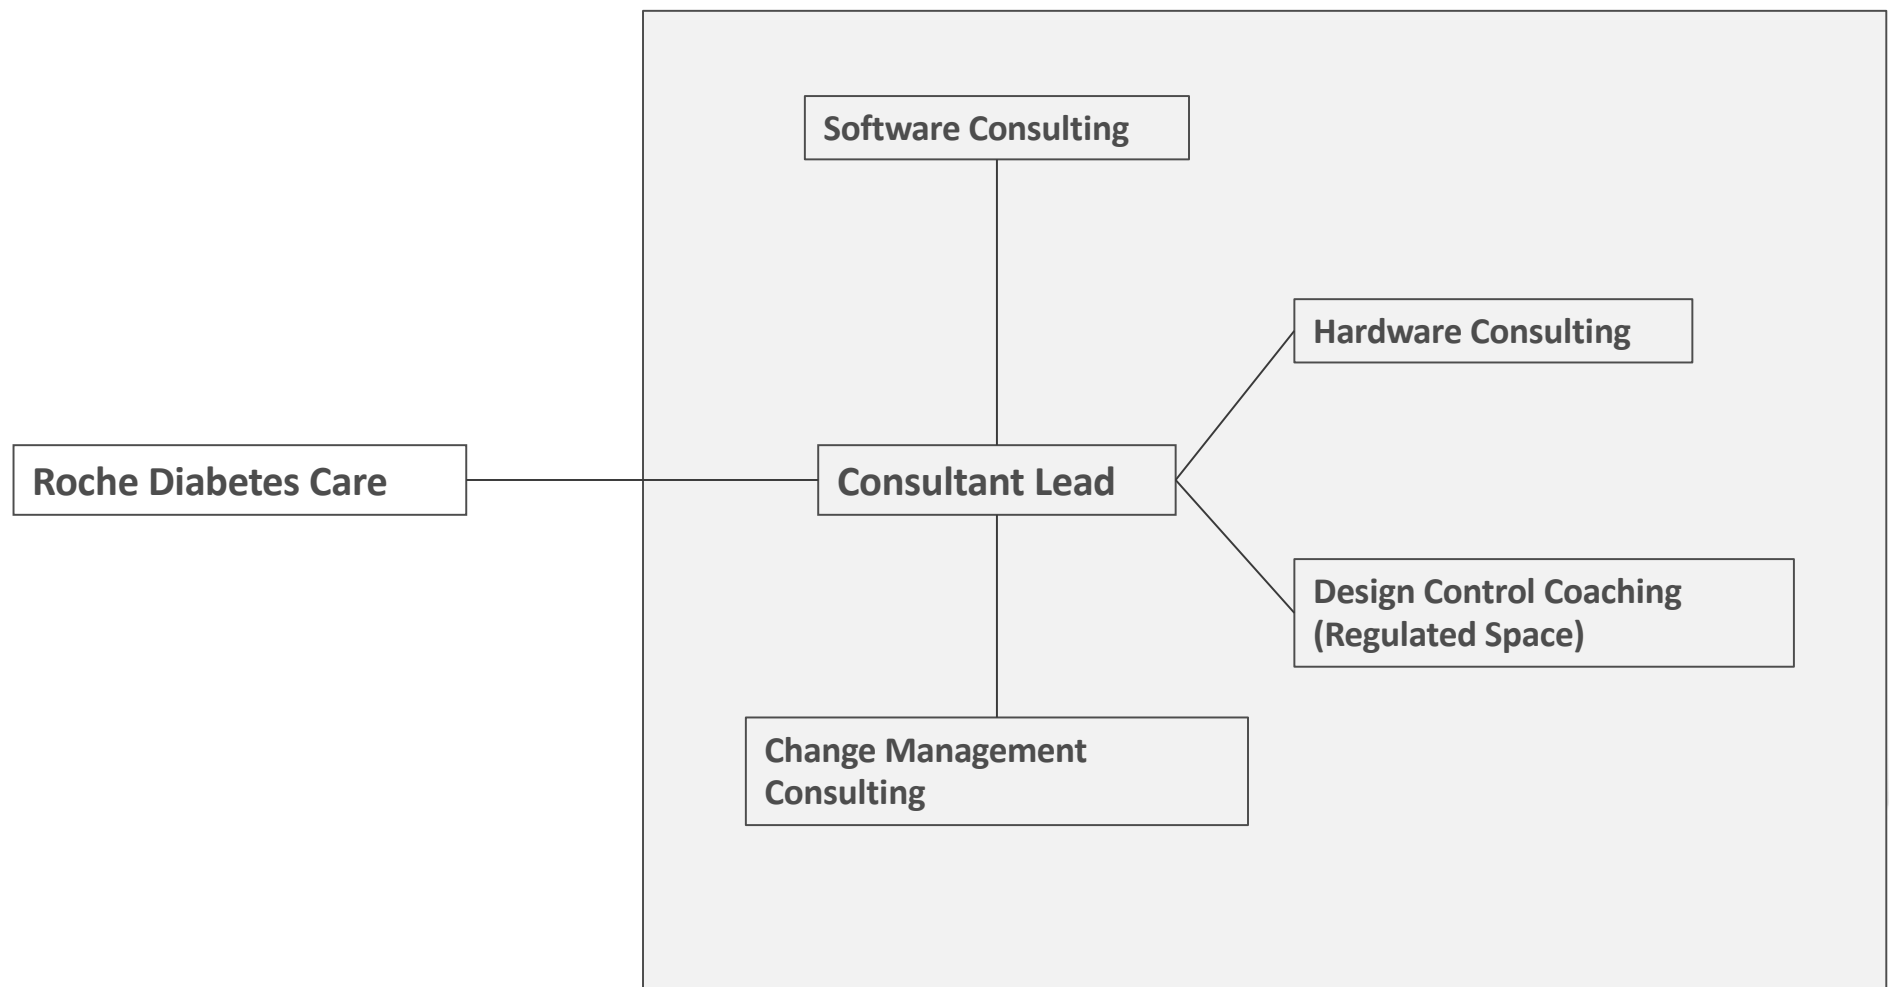 Software Consulting
Hardware Consulting
Roche Diabetes Care
Consultant Lead
Design Control Coaching
(Regulated Space)
Change Management
Consulting